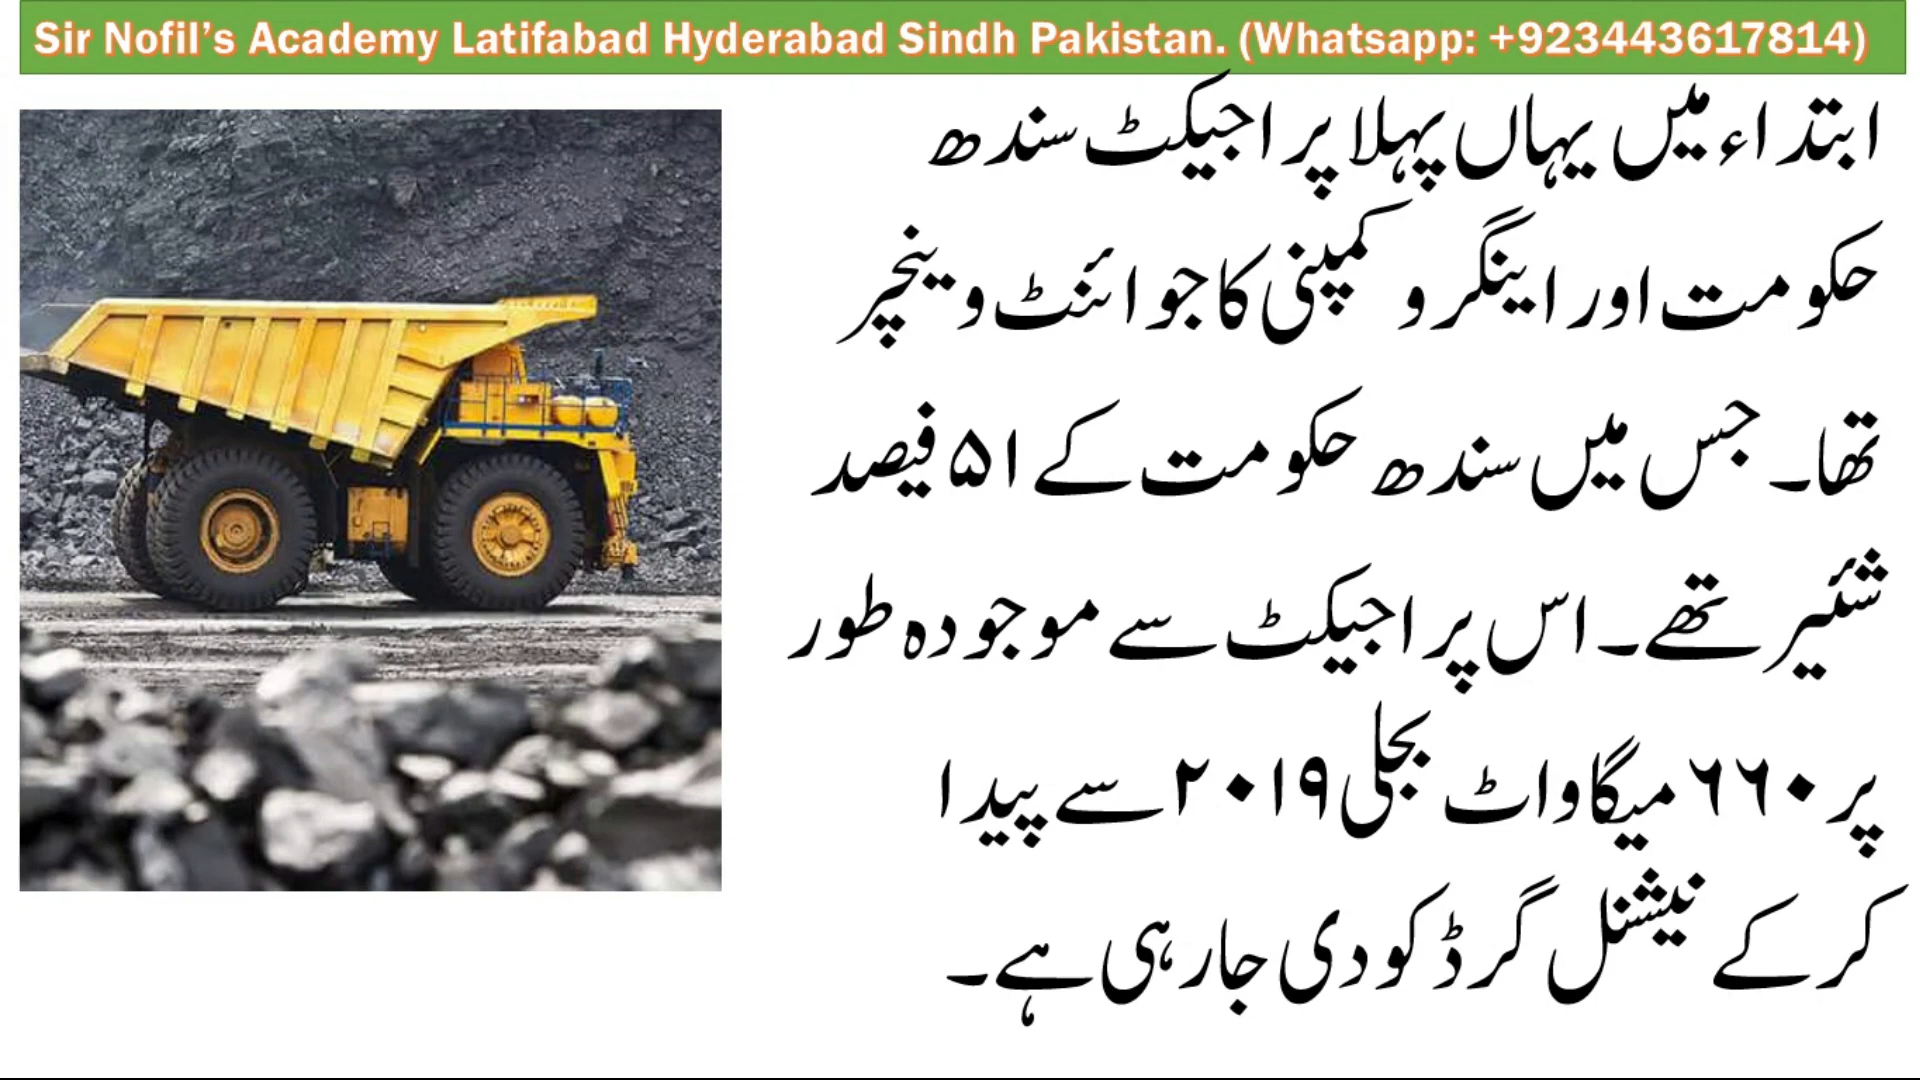 Sir Nofil's Academy Latifabad Hyderabad Sindh Pakistan. (Whatsapp: +923443617814)
ابتداء میں یہاں پہلا پراجیکٹ سندھ
حکومت اور اینگرو کمپنی کا جوائنٹ وینچر
تھا۔ جس میں سندھ حکومت کے ۵۱ فیصد
شئیر تھے۔ اس پراجیکٹ سے موجودہ طور
پر ۶۶۰ میگاواٹ بجلی ۲۰۱۹ سے پیدا
کر کے نیشنل گرڈ کو دی جا رہی ہے۔